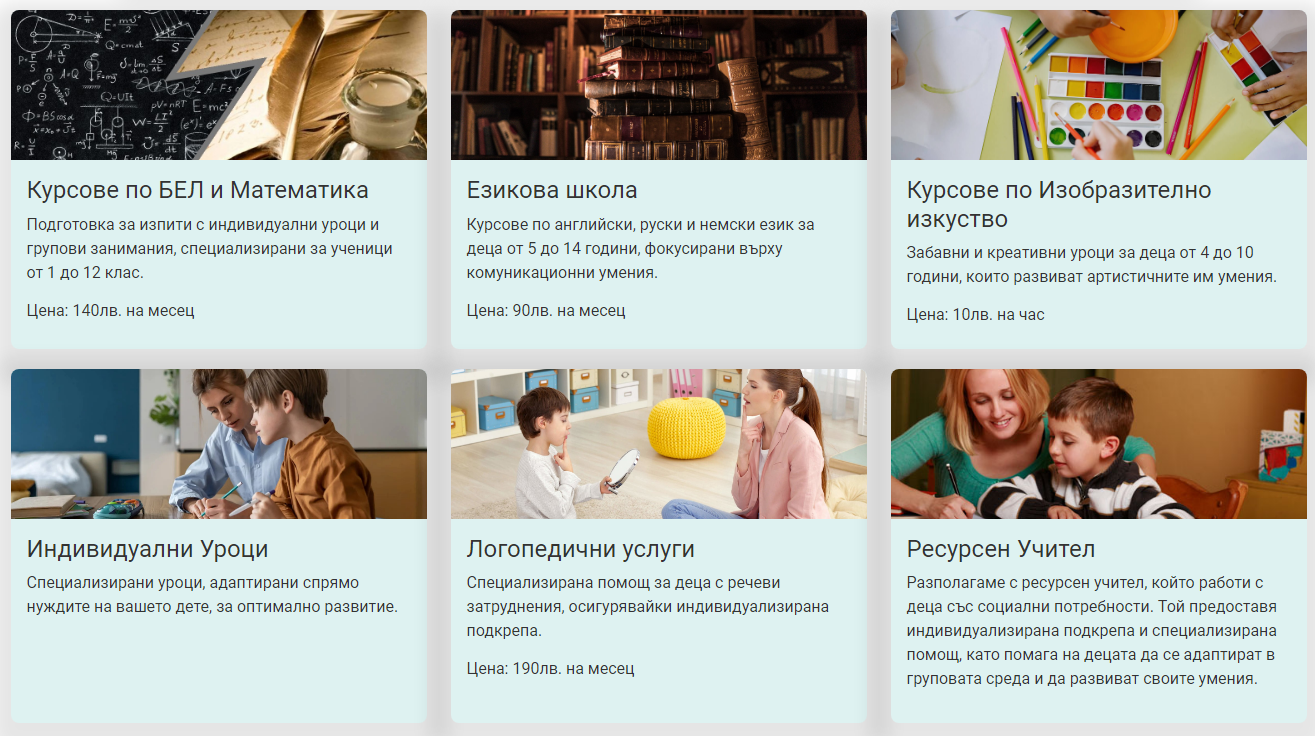 Курсове по БЕЛ и Математика
Подготовка за изпити с индивидуални уроци и
групови занимания, специализирани за ученици
от 1 до 12 клас.
Цена: 140лв. на месец
Езикова школа
Курсове по английски, руски и немски език за
деца от 5 до 14 години, фокусирани върху
комуникационни умения.
Цена: 90лв. на месец
Курсове по Изобразително
изкуство
Забавни и креативни уроци за деца от 4 до 10
години, които развиват артистичните им умения.
Цена: 10лв. на час
Индивидуални Уроци
Специализирани уроци, адаптирани спрямо
нуждите на вашето дете, за оптимално развитие.
Логопедични услуги
Специализирана помощ за деца с речеви
затруднения, осигурявайки индивидуализирана
подкрепа.
Цена: 190лв. на месец
Ресурсен Учител
Разполагаме с ресурсен учител, който работи с
деца със социални потребности. Той предоставя
индивидуализирана подкрепа и специализирана
помощ, като помага на децата да се адаптират в
груповата среда и да развиват своите умения.